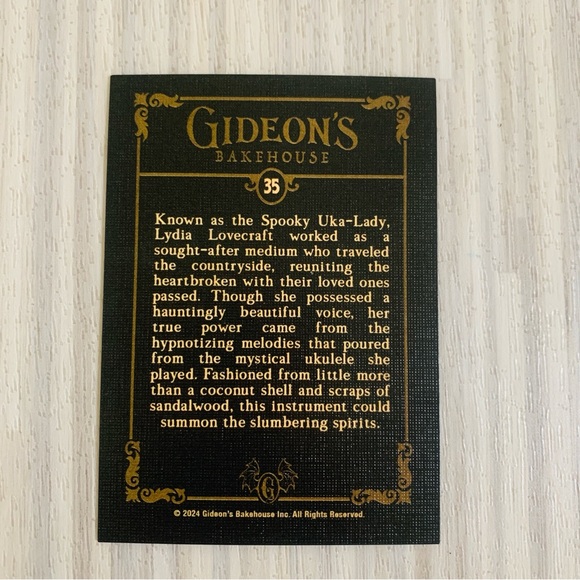 GIDEON'S
BAKEHOUSE
35
Known as the Spooky Uka-Lady,
Lydia Lovecraft worked as a
sought-after medium who traveled
the countryside, reuniting the
heartbroken with their loved ones
passed. Though she possessed a
hauntingly beautiful voice, her
true power came from the
hypnotizing melodies that poured
from the mystical ukulele she
played. Fashioned from little more
than a coconut shell and scraps of
sandalwood, this instrument could
summon the slumbering spirits.
G
© 2024 Gideon's Bakehouse Inc. All Rights Reserved.